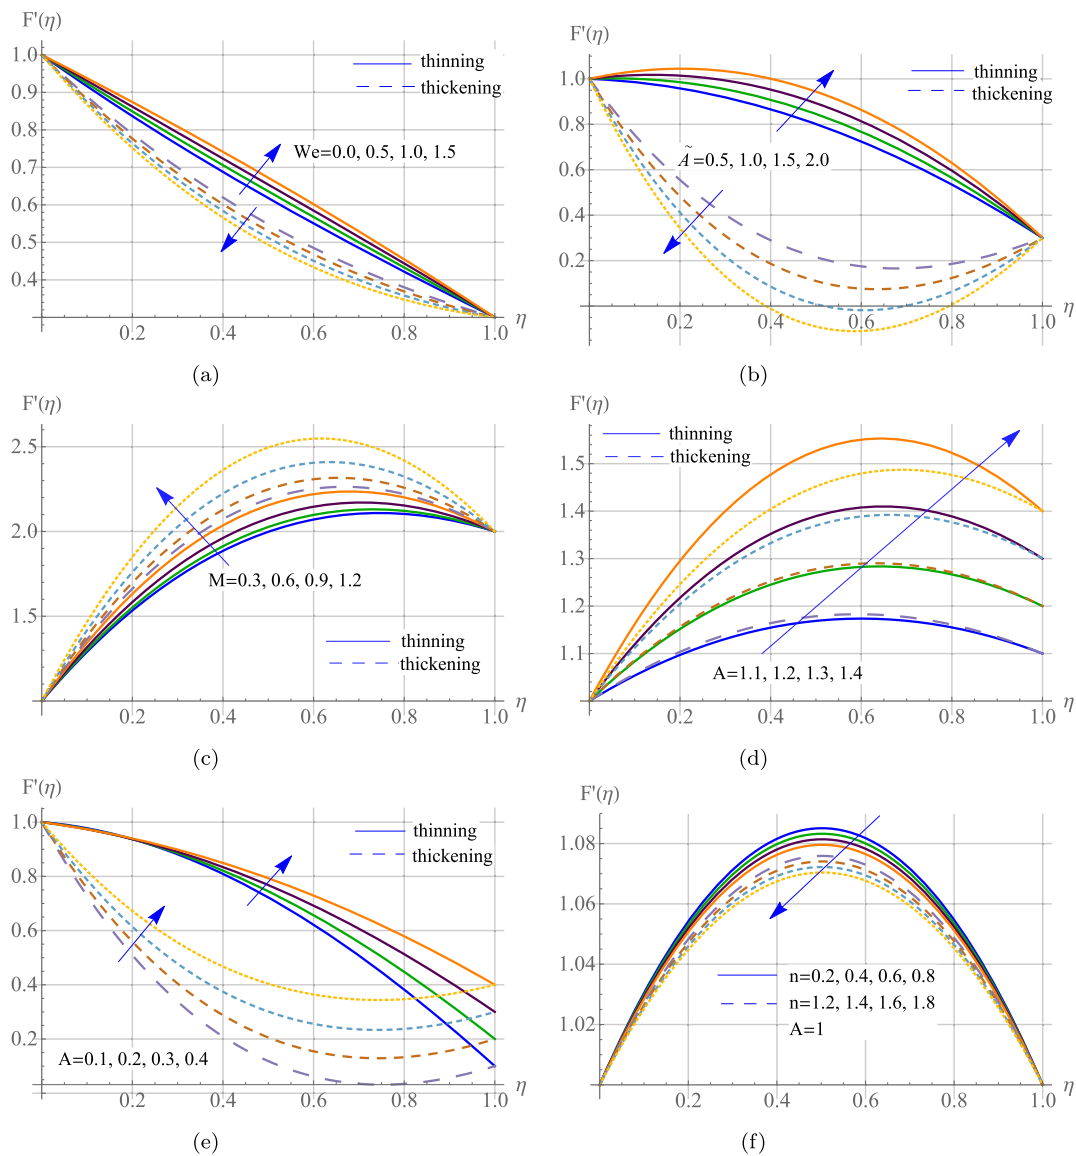 F'(η)
1.0
0.9
0.8
0.7
0.6
0.5
0.4
0.2 0.4 0.6 0.8 1.0 η
thinning
thickening
We=0.0, 0.5, 1.0, 1.5
(a)
F'(η)
1.0
0.8
0.6
0.4
0.2
0.2 0.4 0.6 0.8 1.0 η
thinning
thickening
Ã=0.5, 1.0, 1.5, 2.0
(b)
F'(η)
2.5
2.0
1.5
0.2 0.4 0.6 0.8 1.0 η
M=0.3, 0.6, 0.9, 1.2
thinning
thickening
(c)
F'(η)
thinning
thickening
1.5
1.4
1.3
1.2
1.1
0.2 0.4 0.6 0.8 1.0 η
A=1.1, 1.2, 1.3, 1.4
(d)
F'(η)
1.0
0.8
0.6
0.4
0.2
0.2 0.4 0.6 0.8 1.0 η
thinning
thickening
A=0.1, 0.2, 0.3, 0.4
(e)
F'(η)
1.08
1.06
1.04
1.02
0.2 0.4 0.6 0.8 1.0 η
n=0.2, 0.4, 0.6, 0.8
n=1.2, 1.4, 1.6, 1.8
A=1
(f)